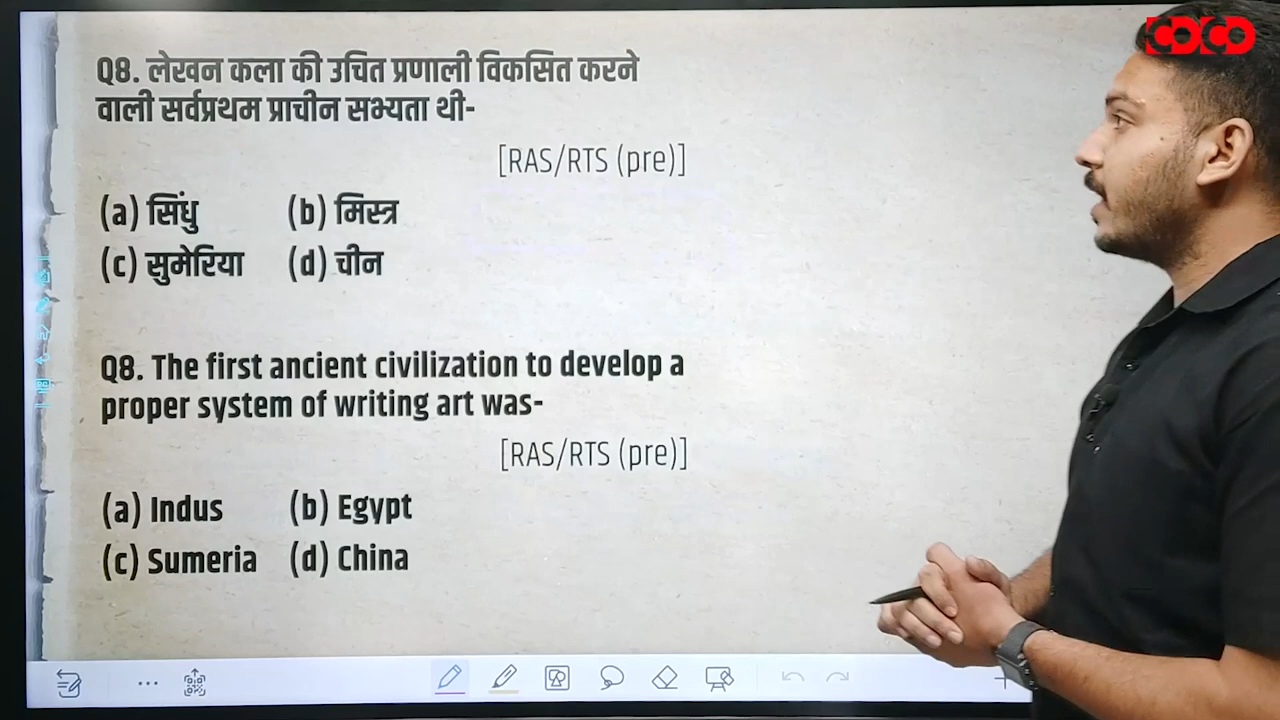 COCO
Q8. लेखन कला की उचित प्रणाली विकसित करने
वाली सर्वप्रथम प्राचीन सभ्यता थी-
[RAS/RTS (pre)]
(a) सिंधु (b) मिस्त्र
(c) सुमेरिया (d) चीन
Q8. The first ancient civilization to develop a
proper system of writing art was-
[RAS/RTS (pre)]
(a) Indus (b) Egypt
(c) Sumeria (d) China